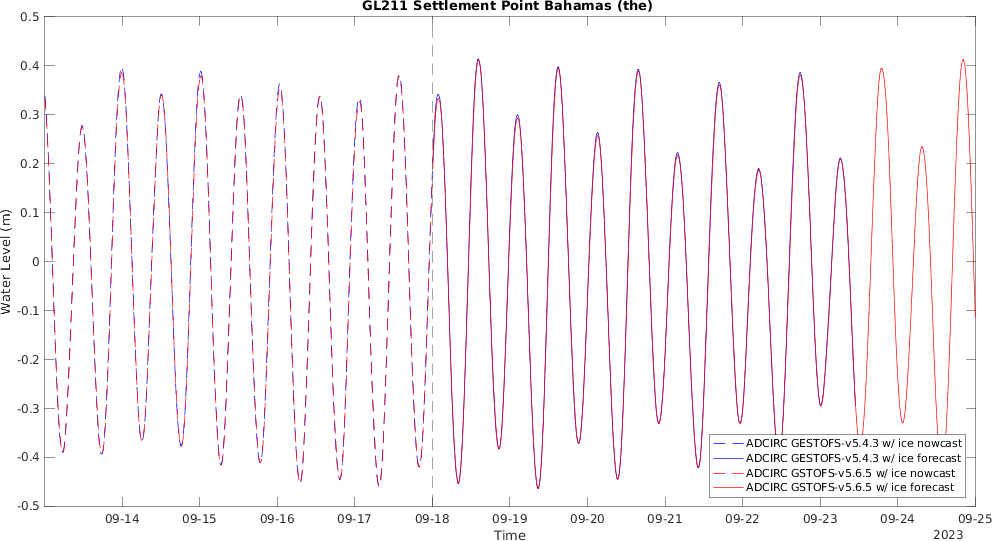 GL211 Settlement Point Bahamas (the)
0.5
0.4
0.3
0.2
0.1
0
-0.1
-0.2
-0.3
-0.4
-0.5
Water Level (m)
ADCIRC GESTOFS-v5.4.3 w/ ice nowcast
ADCIRC GESTOFS-v5.4.3 w/ ice forecast
ADCIRC GSTOFS-v5.6.5 w/ ice nowcast
ADCIRC GSTOFS-v5.6.5 w/ ice forecast
09-14 09-15 09-16 09-17 09-18 09-19 09-20 09-21 09-22 09-23 09-24 09-25
Time
2023